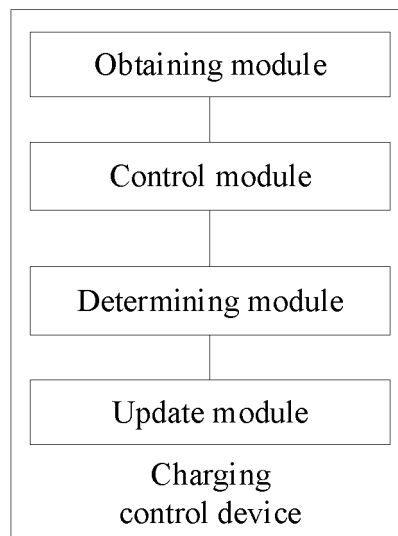 Obtaining module
Control module
Determining module
Update module
Charging
control device